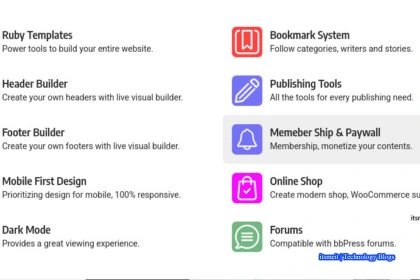 Ruby Templates
Power tools to build your entire website.
Header Builder
Create your own headers with live visual builder.
Footer Builder
Create your own footers with live visual builder.
Mobile First Design
Prioritizing design for mobile, 100% responsive.
Dark Mode
Provides a great viewing experience.
Bookmark System
Follow categories, writers and stories.
Publishing Tools
All the tools for every publishing need.
Memeber Ship & Paywall
Membership, monetize your contents.
Online Shop
Create modern shop, WooCommerce su
itsm
Forums
Compatible with bbPress forums.
itsmeit -Technology Blogs